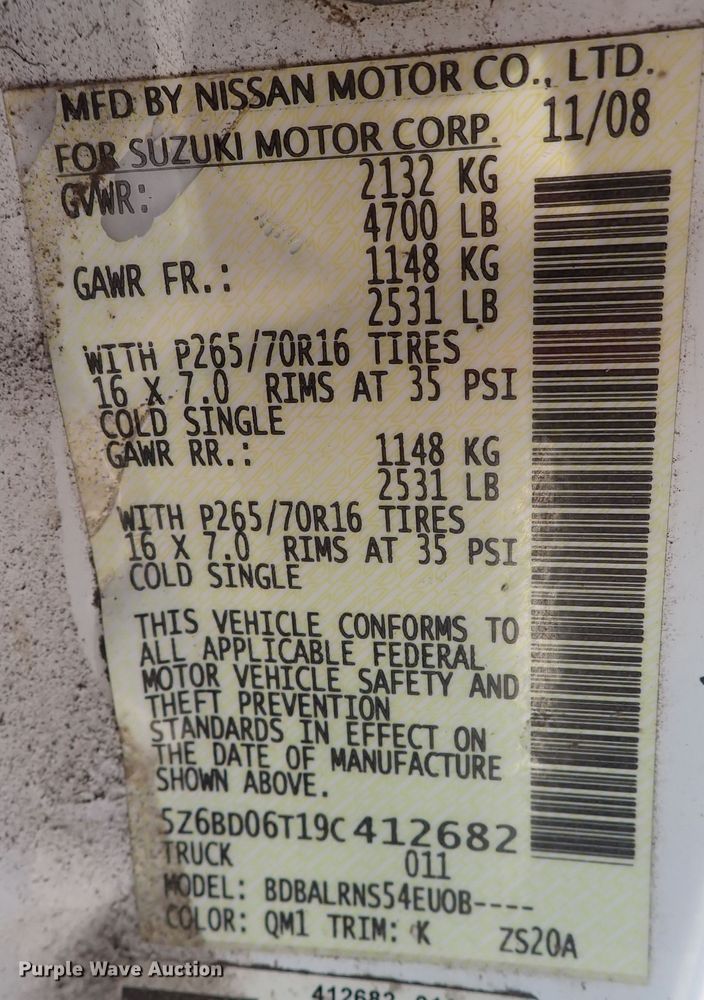 MFD BY NISSAN MOTOR CO., LTD.
FOR SUZUKI MOTOR CORP. 11/08
GVWR: 2132 KG
4700 LB
GAWR FR.: 1148 KG
2531 LB
WITH P265/70R16 TIRES
16 X 7.0 RIMS AT 35 PSI
COLD SINGLE
GAWR RR.: 1148 KG
2531 LB
WITH P265/70R16 TIRES
16 X 7.0 RIMS AT 35 PSI
COLD SINGLE
THIS VEHICLE CONFORMS TO
ALL APPLICABLE FEDERAL
MOTOR VEHICLE SAFETY AND
THEFT PREVENTION
STANDARDS IN EFFECT ON
THE DATE OF MANUFACTURE
SHOWN ABOVE.
5Z6BD06T19C412682
TRUCK 011
MODEL: BDBALRNS54EUOB----
COLOR: QM1 TRIM: K ZS20A
Purple Wave Auction
412682